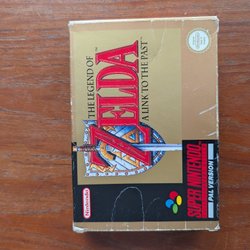 THE LEGEND OF
ZELDA
A LINK TO THE PAST
Nintendo
SUPER NINTENDO
PAL VERSION